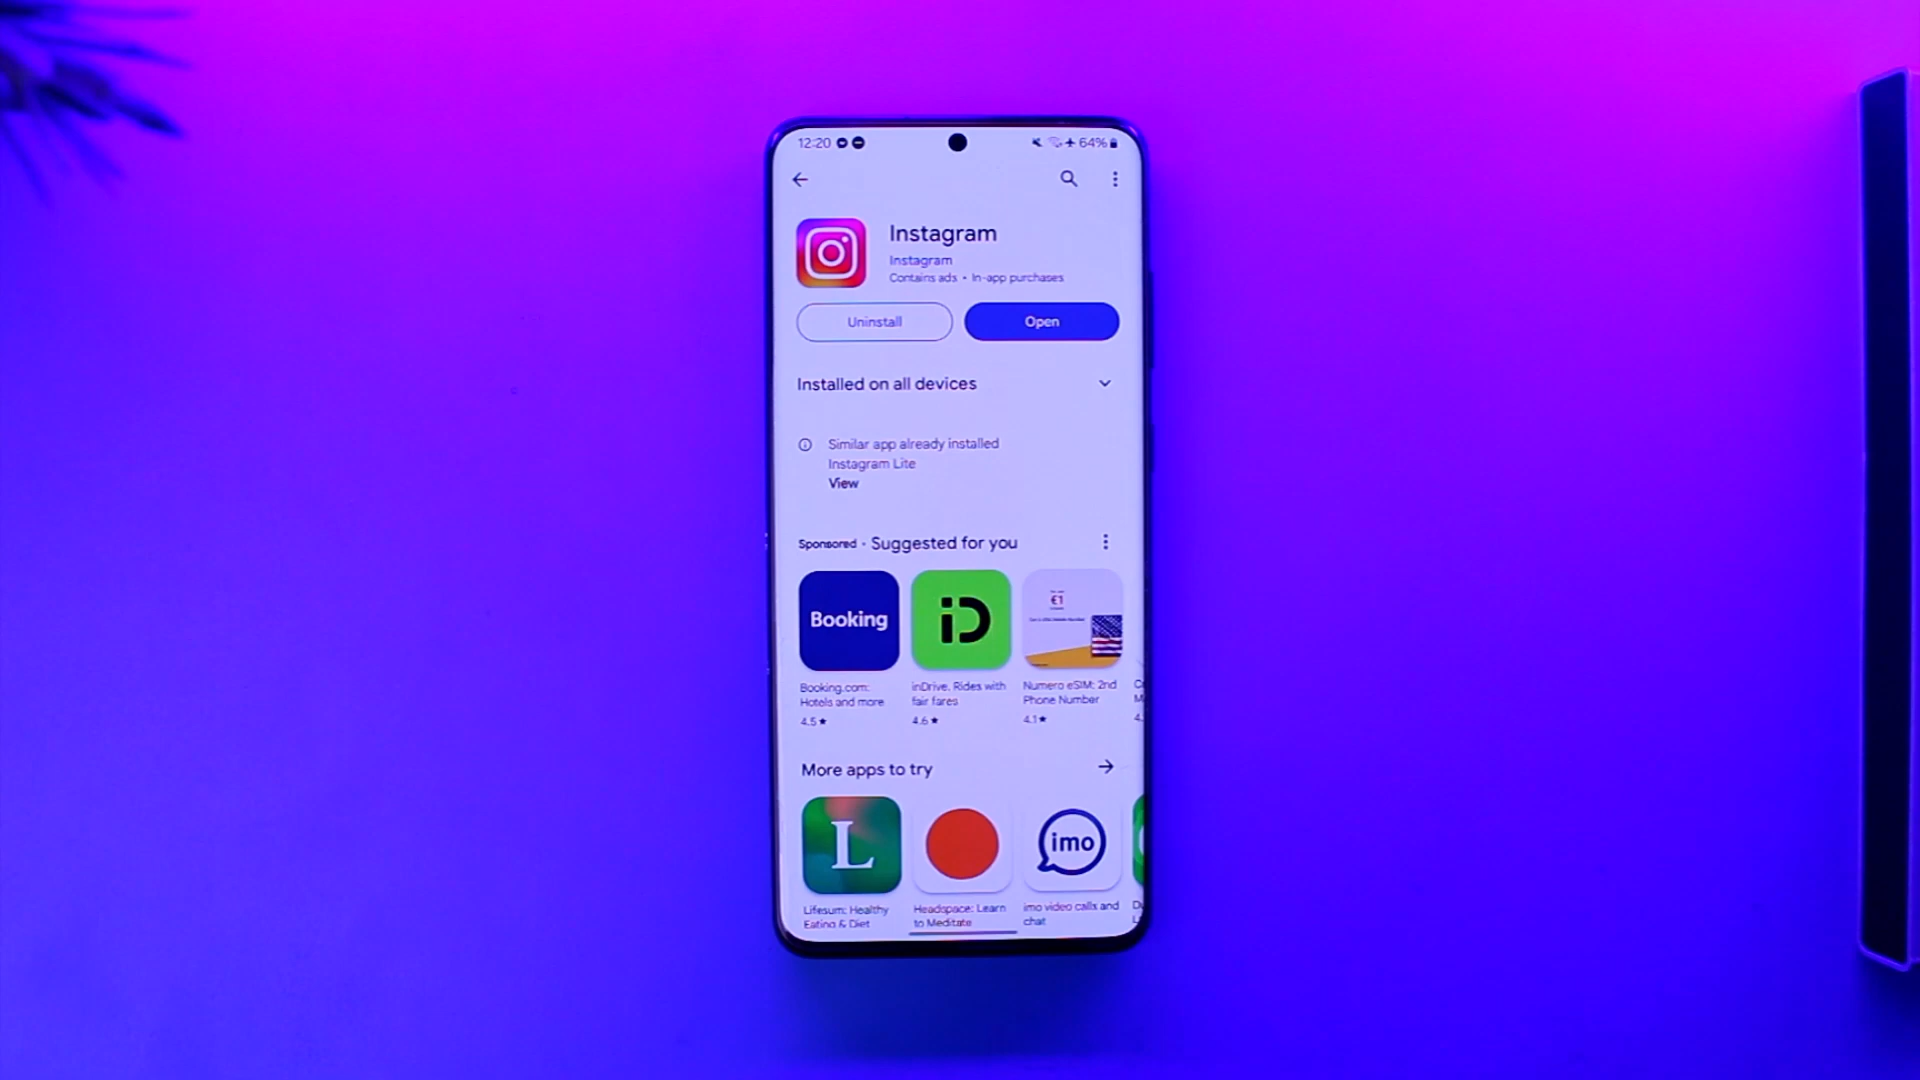 12:20
64%
Instagram
Instagram
Contains ads • In-app purchases
Uninstall
Open
Installed on all devices
Similar app already installed
Instagram Lite
View
Sponsored · Suggested for you
Booking
iD
€1
Booking.com:
Hotels and more
4.5★
inDrive. Rides with
fair fares
4.6★
Numero eSIM: 2nd
Phone Number
4.1★
4.
More apps to try
L
imo
Lifesum: Healthy
Eating & Diet
Headspace: Learn
to Meditate
imo video calls and
chat